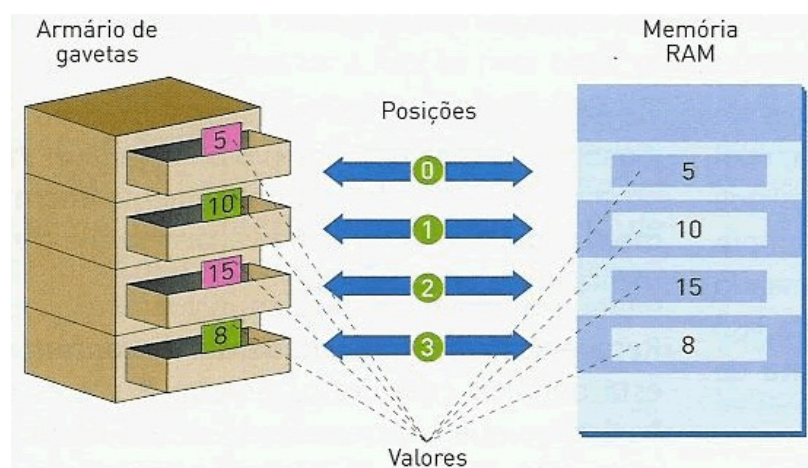 Armário de
gavetas
Posições
Memória
RAM
5
10
15
8
0
1
2
3
5
10
15
8
Valores